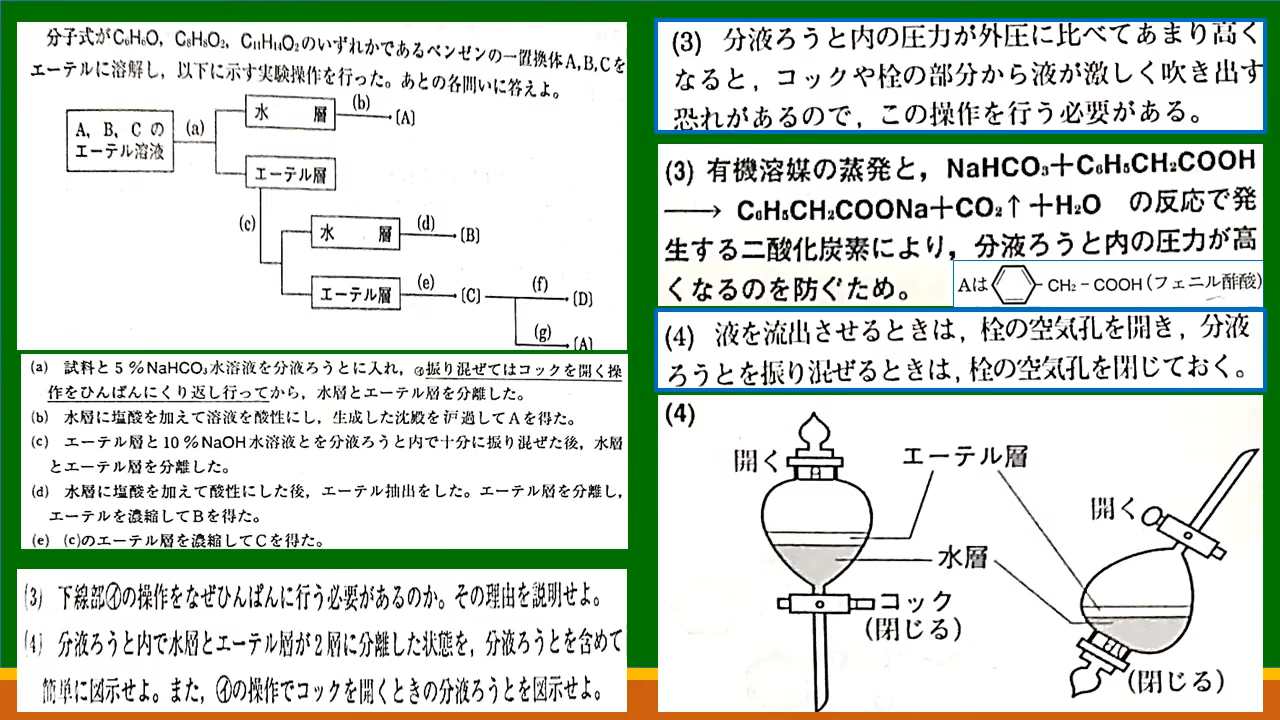 分子式がC₆H₆O，C₈H₈O₂，C₁₁H₁₄O₂のいずれかであるベンゼンの一置換体A，B，Cを
エーテルに溶解し，以下に示す実験操作を行った。あとの各問いに答えよ。
A，B，Cの
エーテル溶液
(a)
水 層
(b)
〔A〕
エーテル層
(c)
水 層
(d)
〔B〕
エーテル層
(e)
〔C〕
(f)
〔D〕
(g)
〔A〕
(a) 試料と5％NaHCO₃水溶液を分液ろうとに入れ，㋑振り混ぜてはコックを開く操
作をひんぱんにくり返し行ってから，水層とエーテル層を分離した。
(b) 水層に塩酸を加えて溶液を酸性にし，生成した沈殿を沪過してAを得た。
(c) エーテル層と10％NaOH水溶液とを分液ろうと内で十分に振り混ぜた後，水層
とエーテル層を分離した。
(d) 水層に塩酸を加えて酸性にした後，エーテル抽出をした。エーテル層を分離し，
エーテルを濃縮してBを得た。
(e) (c)のエーテル層を濃縮してCを得た。
(3) 下線部㋑の操作をなぜひんぱんに行う必要があるのか。その理由を説明せよ。
(4) 分液ろうと内で水層とエーテル層が2層に分離した状態を，分液ろうとを含めて
簡単に図示せよ。また，㋑の操作でコックを開くときの分液ろうとを図示せよ。
(3) 分液ろうと内の圧力が外圧に比べてあまり高く
なると，コックや栓の部分から液が激しく吹き出す
恐れがあるので，この操作を行う必要がある。
(3) 有機溶媒の蒸発と，NaHCO₃＋C₆H₅CH₂COOH
⟶ C₆H₅CH₂COONa＋CO₂↑＋H₂O の反応で発
生する二酸化炭素により，分液ろうと内の圧力が高
くなるのを防ぐため。
Aは
CH₂－COOH(フェニル酢酸)
(4) 液を流出させるときは，栓の空気孔を開き，分液
ろうとを振り混ぜるときは，栓の空気孔を閉じておく。
(4)
開く
エーテル層
水層
コック
(閉じる)
開く
(閉じる)